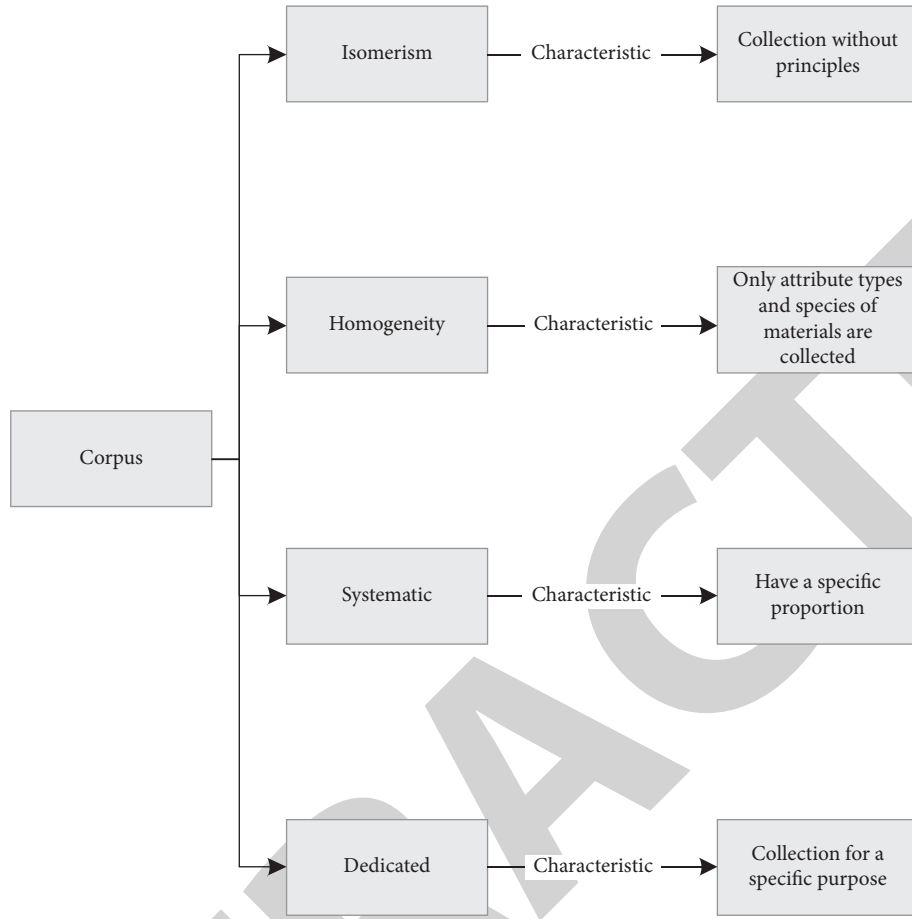 Isomerism
Characteristic
Collection without
principles
Homogeneity
Characteristic
Only attribute types
and species of
materials are
collected
Corpus
Systematic
Characteristic
Have a specific
proportion
Dedicated
Characteristic
Collection for a
specific purpose